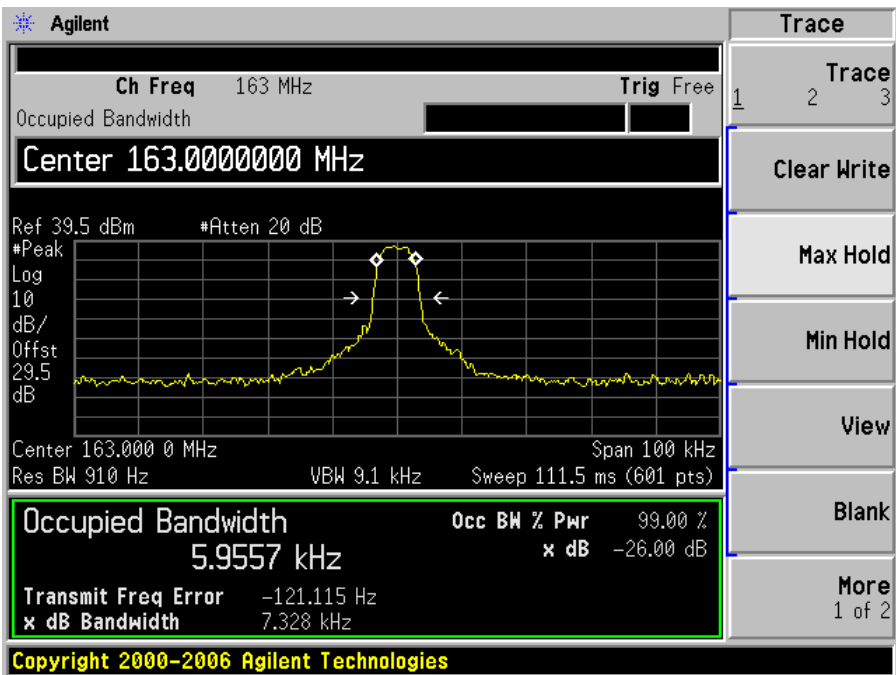 Agilent
Trace
Ch Freq 163 MHz Trig Free
Occupied Bandwidth
Center 163.0000000 MHz
Ref 39.5 dBm #Atten 20 dB
#Peak
Log
10
dB/
Offst
29.5
dB
Center 163.000 0 MHz Span 100 kHz
Res BW 910 Hz VBW 9.1 kHz Sweep 111.5 ms (601 pts)
Occupied Bandwidth
5.9557 kHz
Occ BW % Pwr 99.00 %
x dB -26.00 dB
Transmit Freq Error -121.115 Hz
x dB Bandwidth 7.328 kHz
Copyright 2000-2006 Agilent Technologies
Trace
1 2 3
Clear Write
Max Hold
Min Hold
View
Blank
More
1 of 2